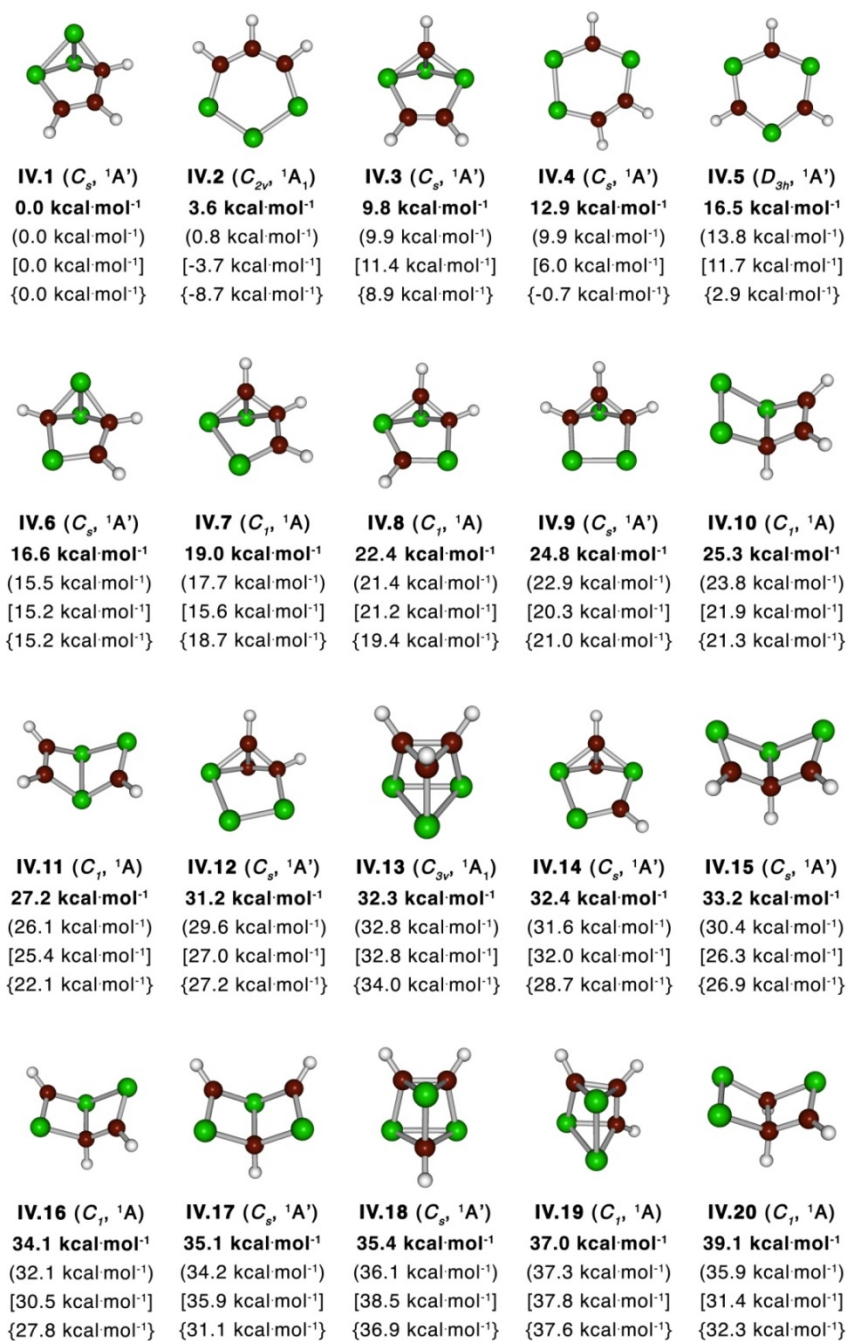 IV.1 (Cs, ¹A') IV.2 (C2v, ¹A1) IV.3 (Cs, ¹A') IV.4 (Cs, ¹A') IV.5 (D3h, ¹A')
0.0 kcal·mol⁻¹ 3.6 kcal·mol⁻¹ 9.8 kcal·mol⁻¹ 12.9 kcal·mol⁻¹ 16.5 kcal·mol⁻¹
(0.0 kcal·mol⁻¹) (0.8 kcal·mol⁻¹) (9.9 kcal·mol⁻¹) (9.9 kcal·mol⁻¹) (13.8 kcal·mol⁻¹)
[0.0 kcal·mol⁻¹] [-3.7 kcal·mol⁻¹] [11.4 kcal·mol⁻¹] [6.0 kcal·mol⁻¹] [11.7 kcal·mol⁻¹]
{0.0 kcal·mol⁻¹} {-8.7 kcal·mol⁻¹} {8.9 kcal·mol⁻¹} {-0.7 kcal·mol⁻¹} {2.9 kcal·mol⁻¹}
IV.6 (Cs, ¹A') IV.7 (C1, ¹A) IV.8 (C1, ¹A) IV.9 (Cs, ¹A') IV.10 (C1, ¹A)
16.6 kcal·mol⁻¹ 19.0 kcal·mol⁻¹ 22.4 kcal·mol⁻¹ 24.8 kcal·mol⁻¹ 25.3 kcal·mol⁻¹
(15.5 kcal·mol⁻¹) (17.7 kcal·mol⁻¹) (21.4 kcal·mol⁻¹) (22.9 kcal·mol⁻¹) (23.8 kcal·mol⁻¹)
[15.2 kcal·mol⁻¹] [15.6 kcal·mol⁻¹] [21.2 kcal·mol⁻¹] [20.3 kcal·mol⁻¹] [21.9 kcal·mol⁻¹]
{15.2 kcal·mol⁻¹} {18.7 kcal·mol⁻¹} {19.4 kcal·mol⁻¹} {21.0 kcal·mol⁻¹} {21.3 kcal·mol⁻¹}
IV.11 (C1, ¹A) IV.12 (Cs, ¹A') IV.13 (C3v, ¹A1) IV.14 (Cs, ¹A') IV.15 (Cs, ¹A')
27.2 kcal·mol⁻¹ 31.2 kcal·mol⁻¹ 32.3 kcal·mol⁻¹ 32.4 kcal·mol⁻¹ 33.2 kcal·mol⁻¹
(26.1 kcal·mol⁻¹) (29.6 kcal·mol⁻¹) (32.8 kcal·mol⁻¹) (31.6 kcal·mol⁻¹) (30.4 kcal·mol⁻¹)
[25.4 kcal·mol⁻¹] [27.0 kcal·mol⁻¹] [32.8 kcal·mol⁻¹] [32.0 kcal·mol⁻¹] [26.3 kcal·mol⁻¹]
{22.1 kcal·mol⁻¹} {27.2 kcal·mol⁻¹} {34.0 kcal·mol⁻¹} {28.7 kcal·mol⁻¹} {26.9 kcal·mol⁻¹}
IV.16 (C1, ¹A) IV.17 (Cs, ¹A') IV.18 (Cs, ¹A') IV.19 (C1, ¹A) IV.20 (C1, ¹A)
34.1 kcal·mol⁻¹ 35.1 kcal·mol⁻¹ 35.4 kcal·mol⁻¹ 37.0 kcal·mol⁻¹ 39.1 kcal·mol⁻¹
(32.1 kcal·mol⁻¹) (34.2 kcal·mol⁻¹) (36.1 kcal·mol⁻¹) (37.3 kcal·mol⁻¹) (35.9 kcal·mol⁻¹)
[30.5 kcal·mol⁻¹] [35.9 kcal·mol⁻¹] [38.5 kcal·mol⁻¹] [37.8 kcal·mol⁻¹] [31.4 kcal·mol⁻¹]
{27.8 kcal·mol⁻¹} {31.1 kcal·mol⁻¹} {36.9 kcal·mol⁻¹} {37.6 kcal·mol⁻¹} {32.3 kcal·mol⁻¹}